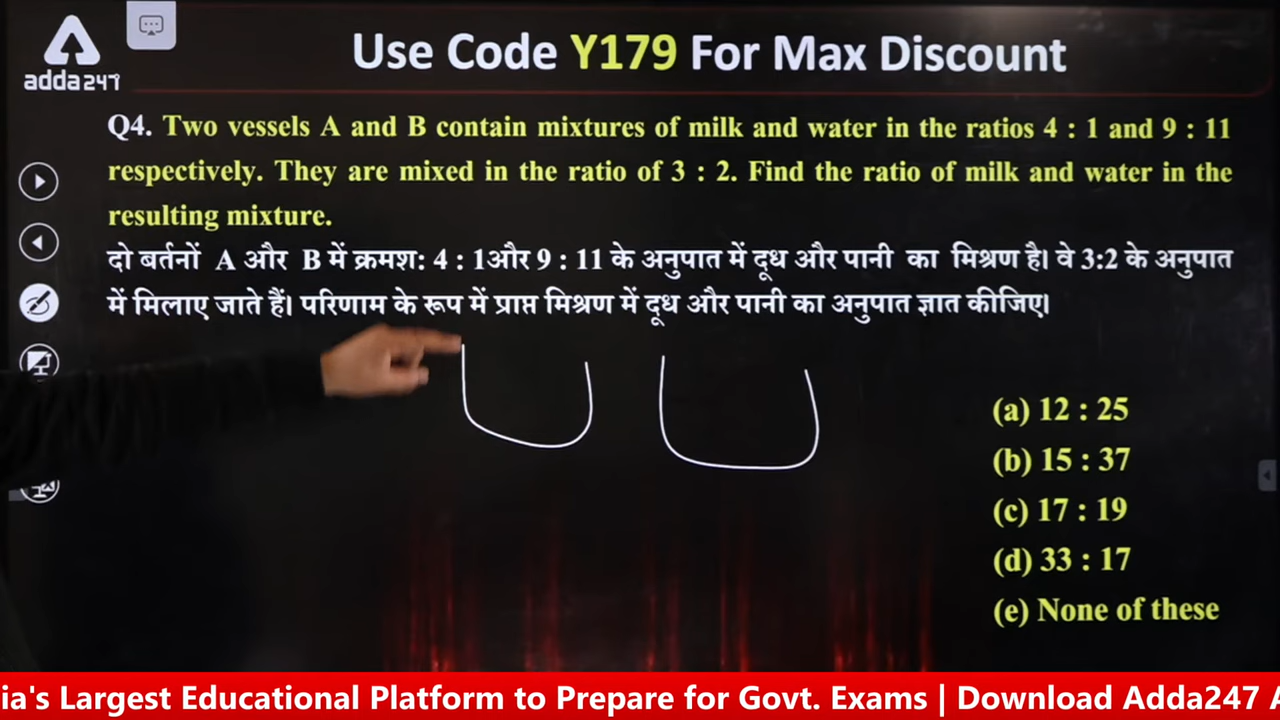 Use Code Y179 For Max Discount
adda247
Q4. Two vessels A and B contain mixtures of milk and water in the ratios 4 : 1 and 9 : 11
respectively. They are mixed in the ratio of 3 : 2. Find the ratio of milk and water in the
resulting mixture.
दो बर्तनों A और B में क्रमश: 4 : 1और 9 : 11 के अनुपात में दूध और पानी का मिश्रण है। वे 3:2 के अनुपात
में मिलाए जाते हैं। परिणाम के रूप में प्राप्त मिश्रण में दूध और पानी का अनुपात ज्ञात कीजिए।
(a) 12 : 25
(b) 15 : 37
(c) 17 : 19
(d) 33 : 17
(e) None of these
ia's Largest Educational Platform to Prepare for Govt. Exams | Download Adda247 A